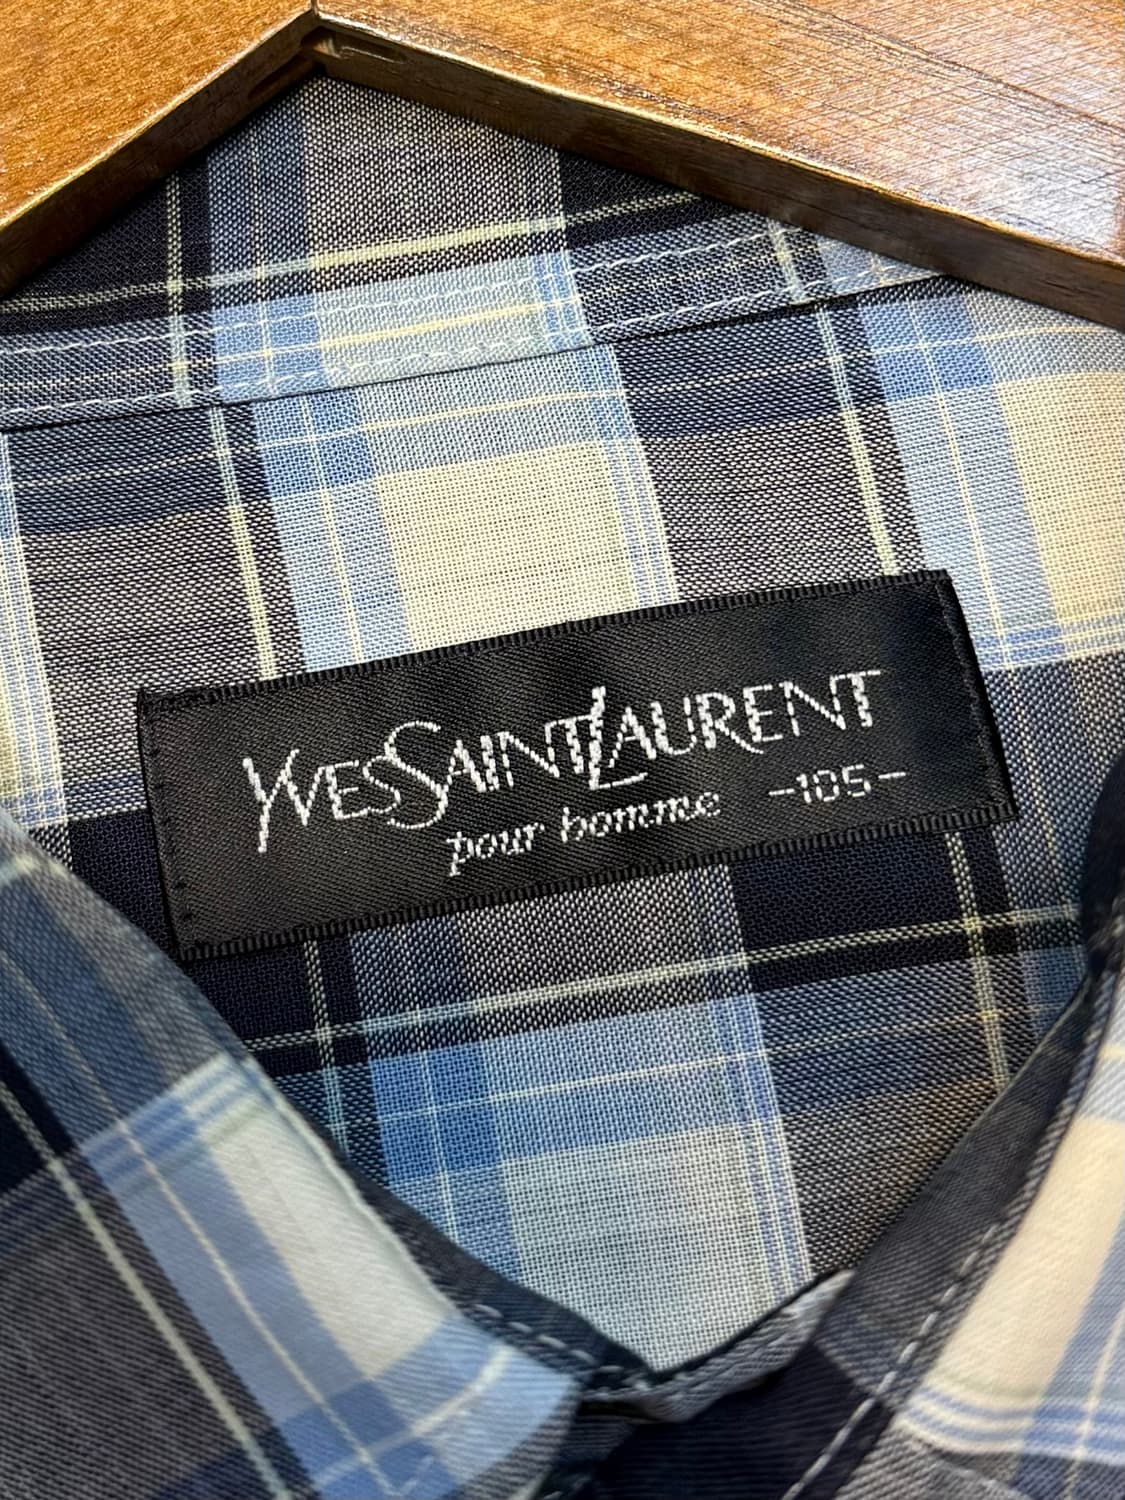 YVES SAINT LAURENT
pour homme -105-